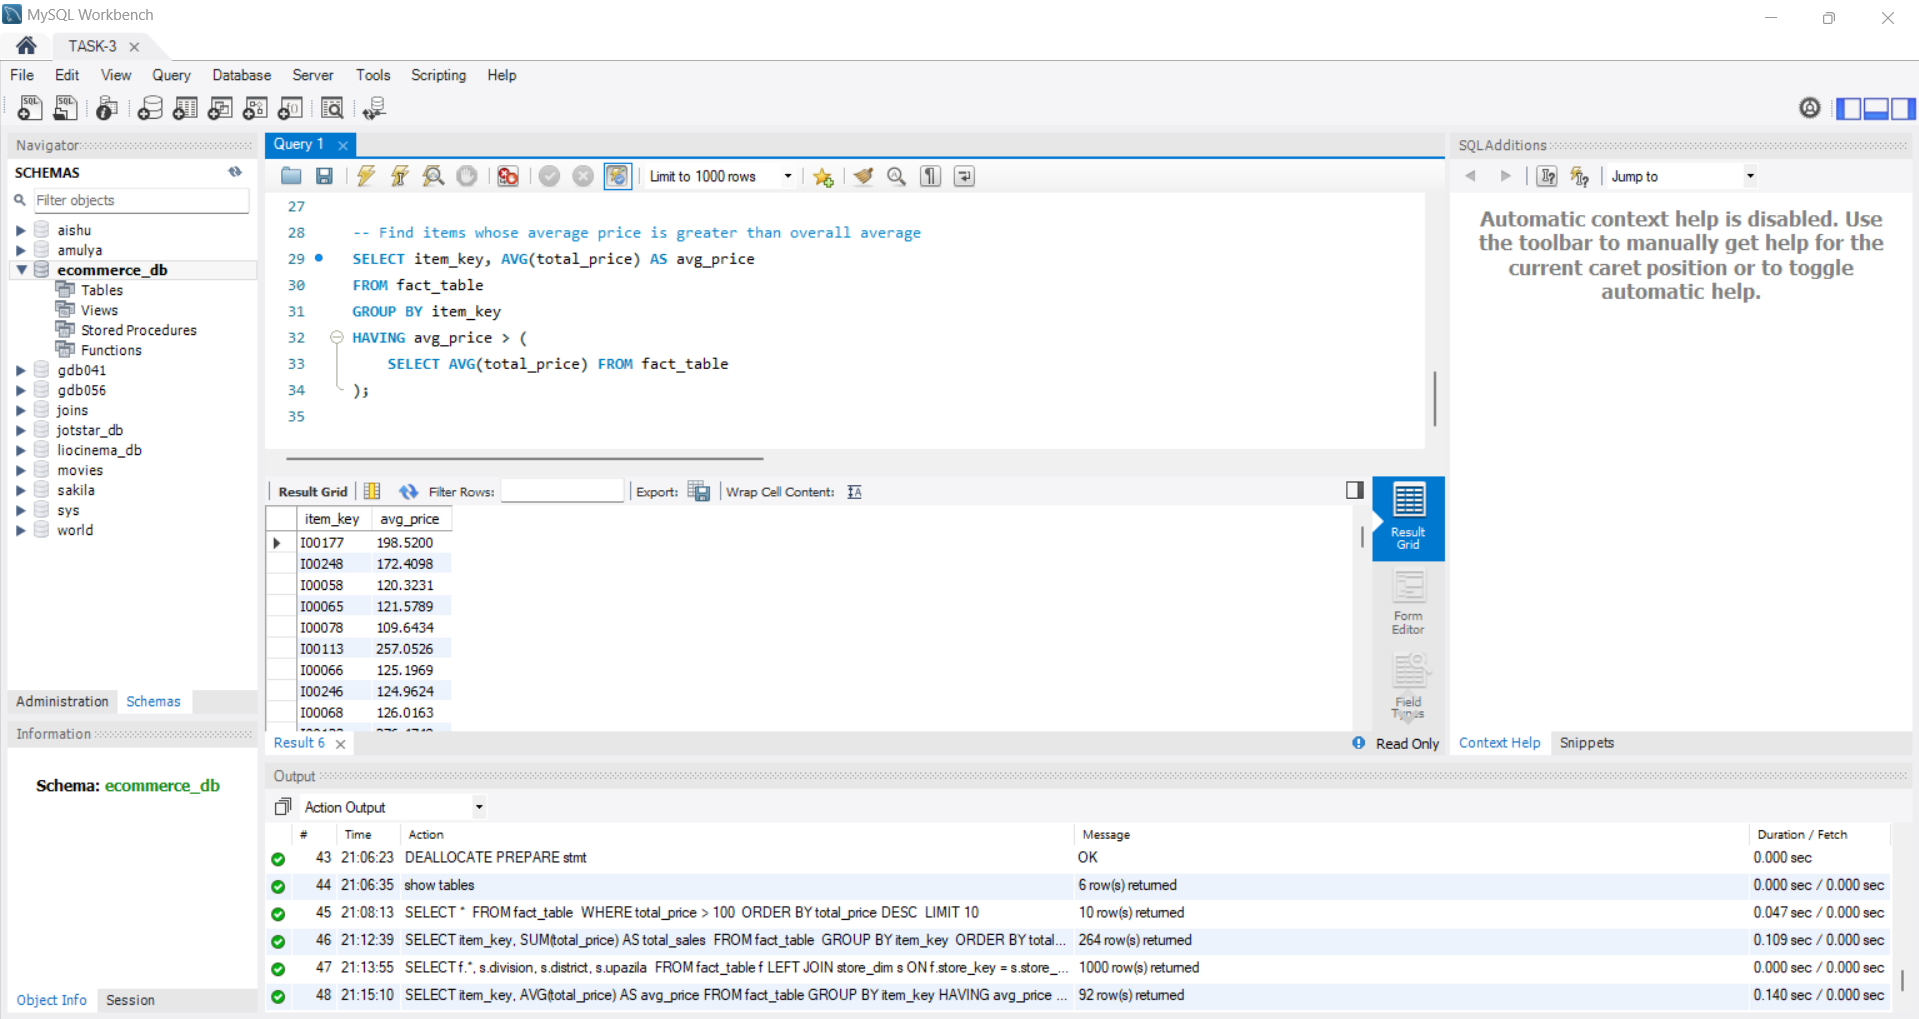 MySQL Workbench
TASK-3
File Edit View Query Database Server Tools Scripting Help
Navigator
SCHEMAS
Filter objects
aishu
amulya
ecommerce_db
Tables
Views
Stored Procedures
Functions
gdb041
gdb056
joins
jotstar_db
liocinema_db
movies
sakila
sys
world
Administration Schemas
Information
Schema: ecommerce_db
Object Info Session
Query 1
Limit to 1000 rows
27
28 -- Find items whose average price is greater than overall average
29 SELECT item_key, AVG(total_price) AS avg_price
30 FROM fact_table
31 GROUP BY item_key
32 HAVING avg_price > (
33 SELECT AVG(total_price) FROM fact_table
34 );
35
Result Grid Filter Rows: Export: Wrap Cell Content:
item_key avg_price
I00177 198.5200
I00248 172.4098
I00058 120.3231
I00065 121.5789
I00078 109.6434
I00113 257.0526
I00066 125.1969
I00246 124.9624
I00068 126.0163
Result Grid
Form Editor
Field Types
Result 6
Read Only
SQLAdditions
Jump to
Automatic context help is disabled. Use
the toolbar to manually get help for the
current caret position or to toggle
automatic help.
Context Help Snippets
Output
Action Output
# Time Action Message Duration / Fetch
43 21:06:23 DEALLOCATE PREPARE stmt OK 0.000 sec
44 21:06:35 show tables 6 row(s) returned 0.000 sec / 0.000 sec
45 21:08:13 SELECT * FROM fact_table WHERE total_price > 100 ORDER BY total_price DESC LIMIT 10 10 row(s) returned 0.047 sec / 0.000 sec
46 21:12:39 SELECT item_key, SUM(total_price) AS total_sales FROM fact_table GROUP BY item_key ORDER BY total... 264 row(s) returned 0.109 sec / 0.000 sec
47 21:13:55 SELECT f.*, s.division, s.district, s.upazila FROM fact_table f LEFT JOIN store_dim s ON f.store_key = s.store_... 1000 row(s) returned 0.000 sec / 0.000 sec
48 21:15:10 SELECT item_key, AVG(total_price) AS avg_price FROM fact_table GROUP BY item_key HAVING avg_price ... 92 row(s) returned 0.140 sec / 0.000 sec